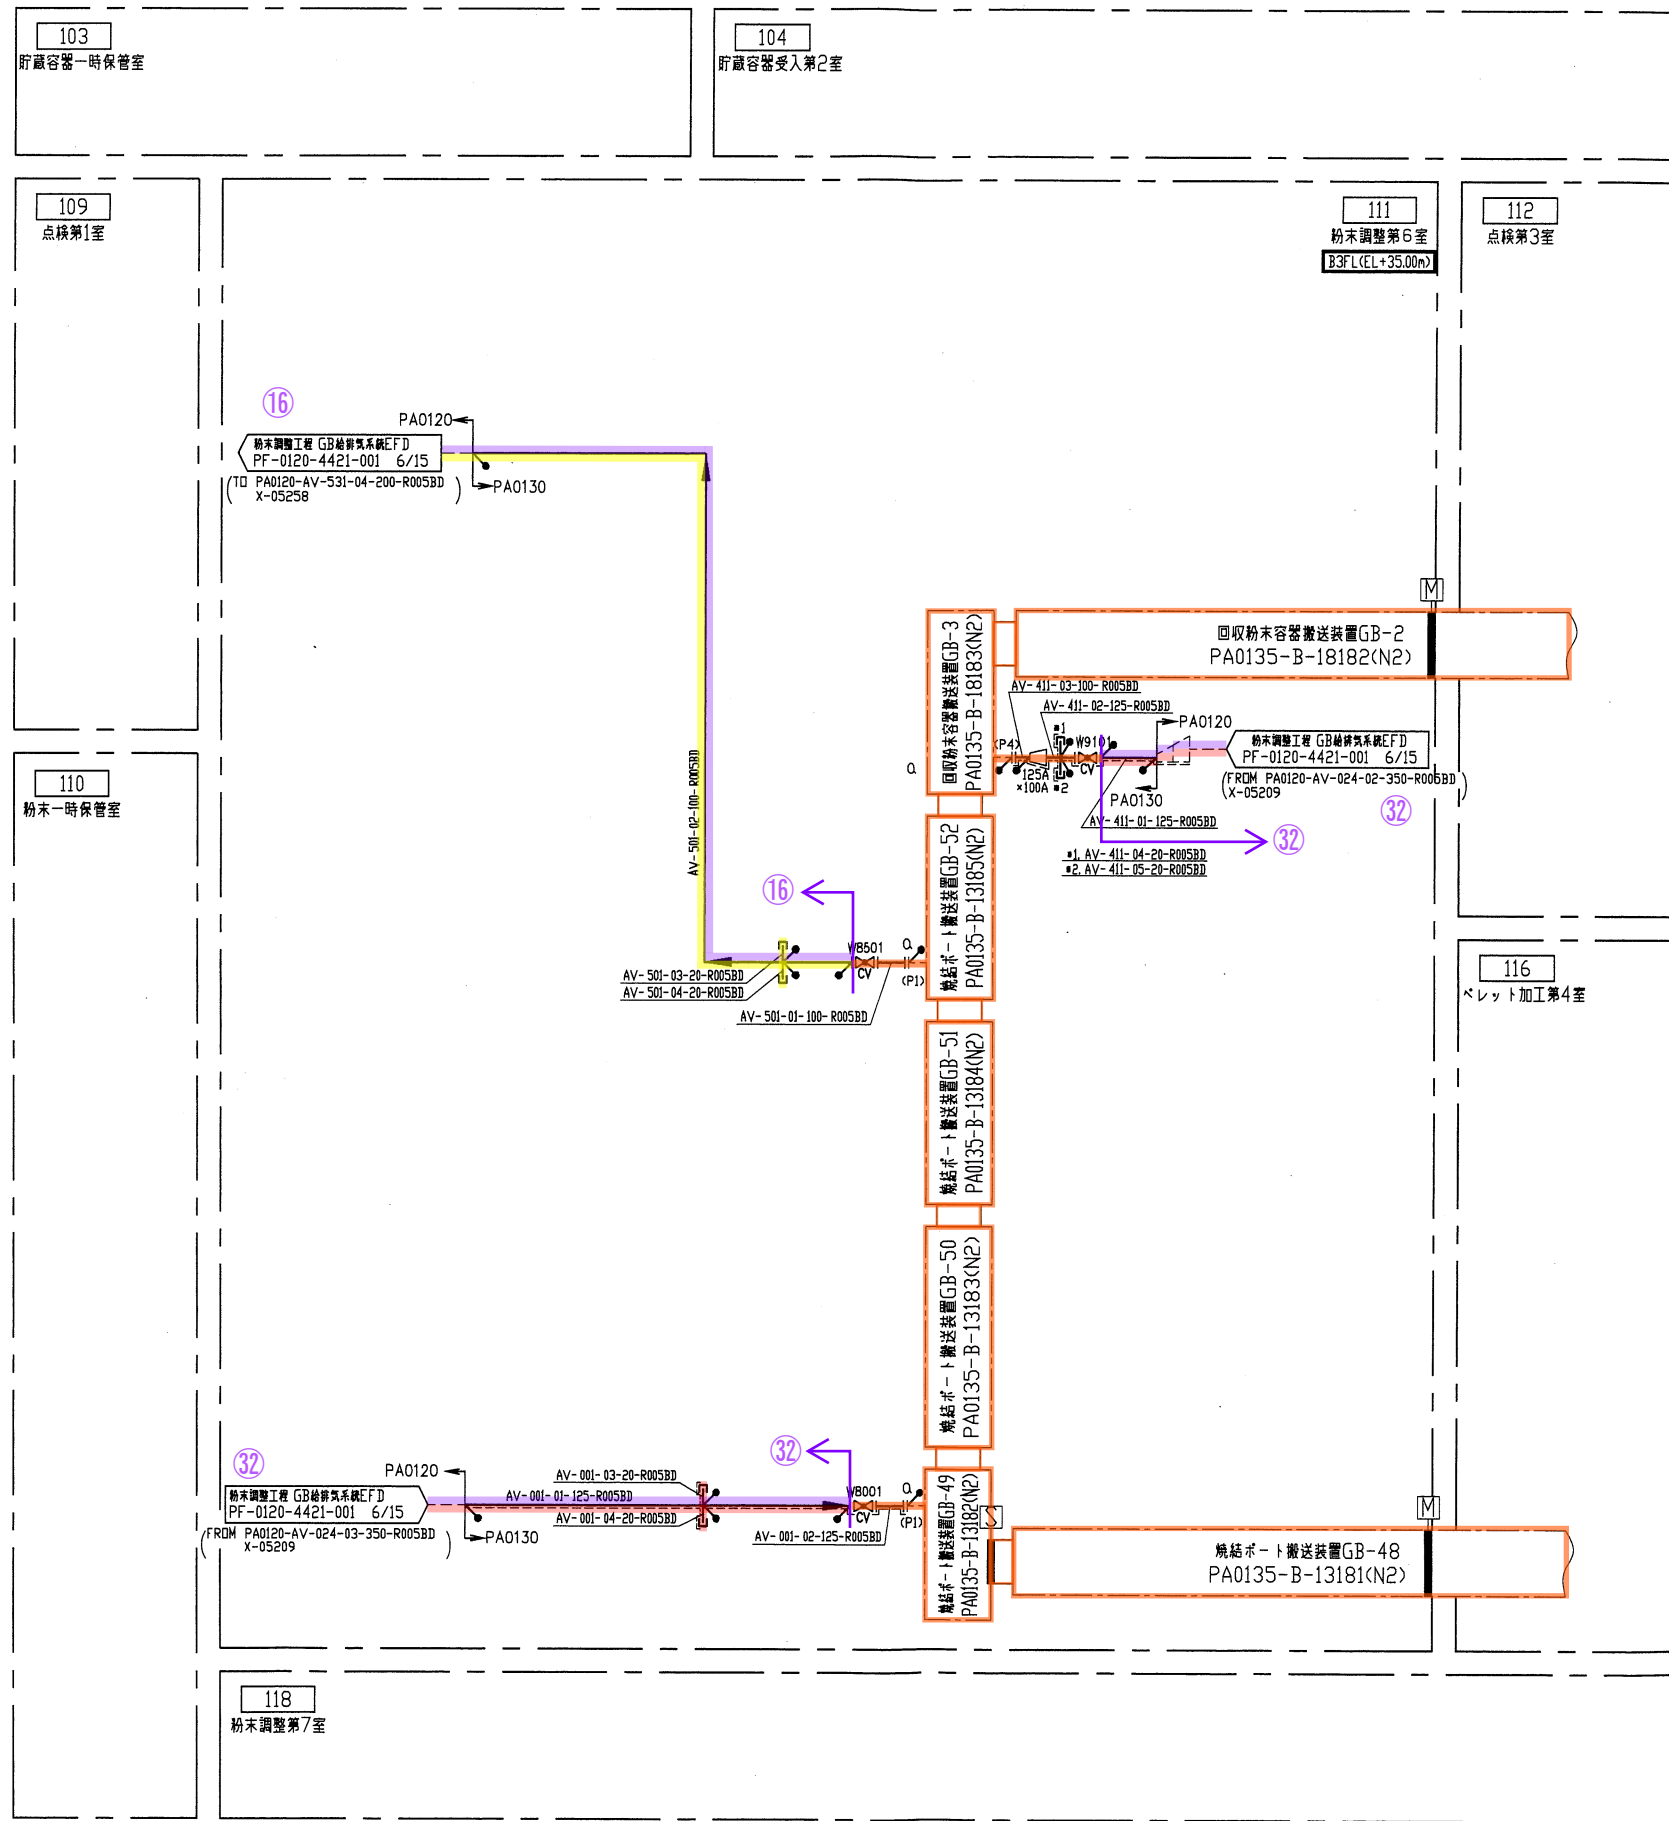 103
貯蔵容器一時保管室
104
貯蔵容器受入第2室
109
点検第1室
111
粉末調整第6室
B3FL(EL+35.00m)
112
点検第3室
⑯
PA0120
粉末調整工程 GB給排気系統EFD
PF-0120-4421-001 6/15
(TO PA0120-AV-531-04-200-R005BD
X-05258)
PA0130
M
回収粉末容器搬送装置GB-2
PA0135-B-18182(N2)
回収粉末容器搬送装置GB-3
PA0135-B-18183(N2)
AV-411-03-100-R005BD
AV-411-02-125-R005BD
*1
(P4)
W9101
CV
125A
×100A
*2
PA0120
PA0130
粉末調整工程 GB給排気系統EFD
PF-0120-4421-001 6/15
(FROM PA0120-AV-024-02-350-R005BD
X-05209)
㉜
AV-411-01-125-R005BD
㉜
*1. AV-411-04-20-R005BD
*2. AV-411-05-20-R005BD
110
粉末一時保管室
a
AV-501-02-100-R005BD
⑯
W8501
CV
a
(P1)
AV-501-03-20-R005BD
AV-501-04-20-R005BD
AV-501-01-100-R005BD
焼結ボート搬送装置GB-52
PA0135-B-13185(N2)
116
ペレット加工第4室
焼結ボート搬送装置GB-51
PA0135-B-13184(N2)
焼結ボート搬送装置GB-50
PA0135-B-13183(N2)
㉜
PA0120
粉末調整工程 GB給排気系統EFD
PF-0120-4421-001 6/15
(FROM PA0120-AV-024-03-350-R005BD
X-05209)
PA0130
AV-001-03-20-R005BD
AV-001-01-125-R005BD
AV-001-04-20-R005BD
㉜
W8001
CV
a
(P1)
AV-001-02-125-R005BD
焼結ボート搬送装置GB-49
PA0135-B-13182(N2)
S
M
焼結ボート搬送装置GB-48
PA0135-B-13181(N2)
118
粉末調整第7室